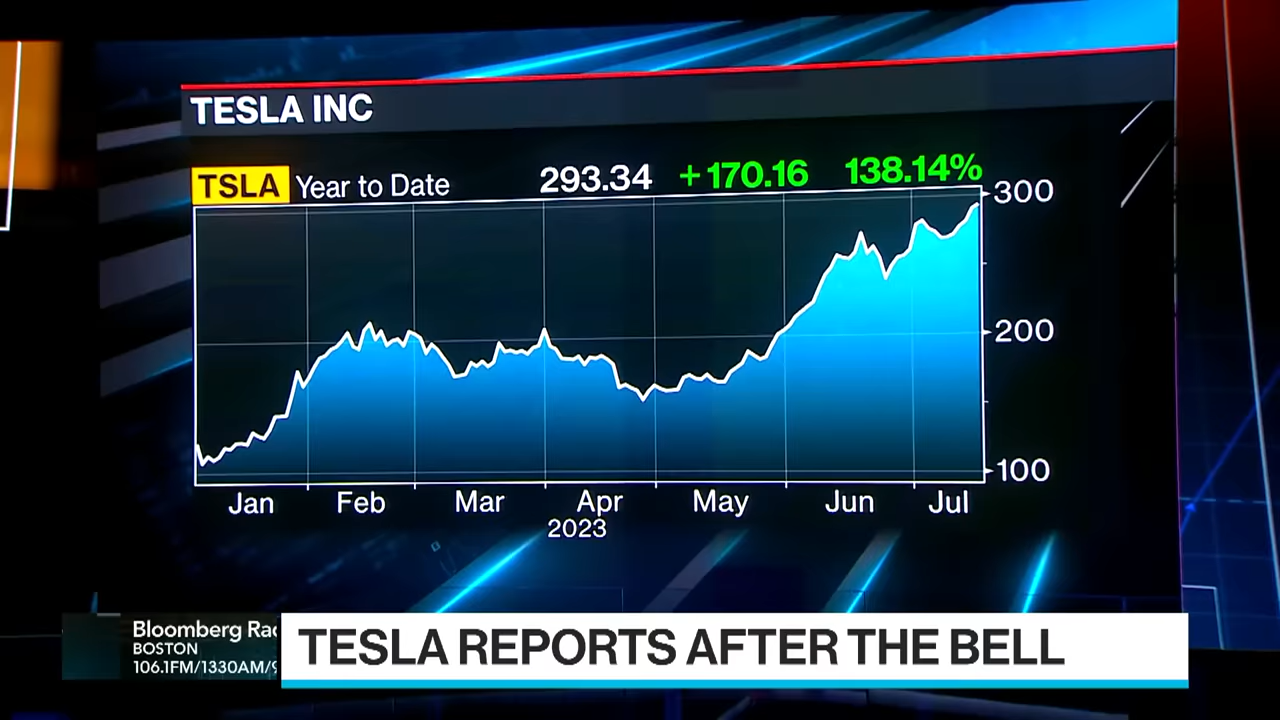 TESLA INC
TSLA Year to Date 293.34 +170.16 138.14%
300
200
100
Jan Feb Mar Apr May Jun Jul
2023
Bloomberg
BOSTON
106.1FM/1330AM/
TESLA REPORTS AFTER THE BELL